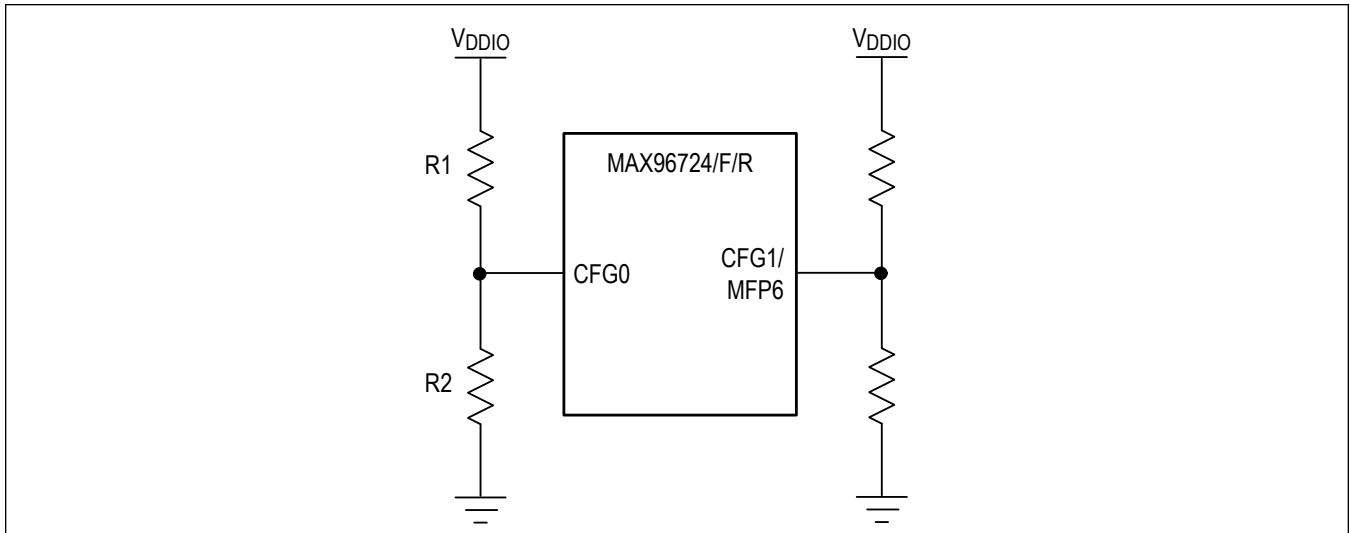 VDDIO VDDIO
R1
MAX96724/F/R
CFG0
CFG1/
MFP6
R2